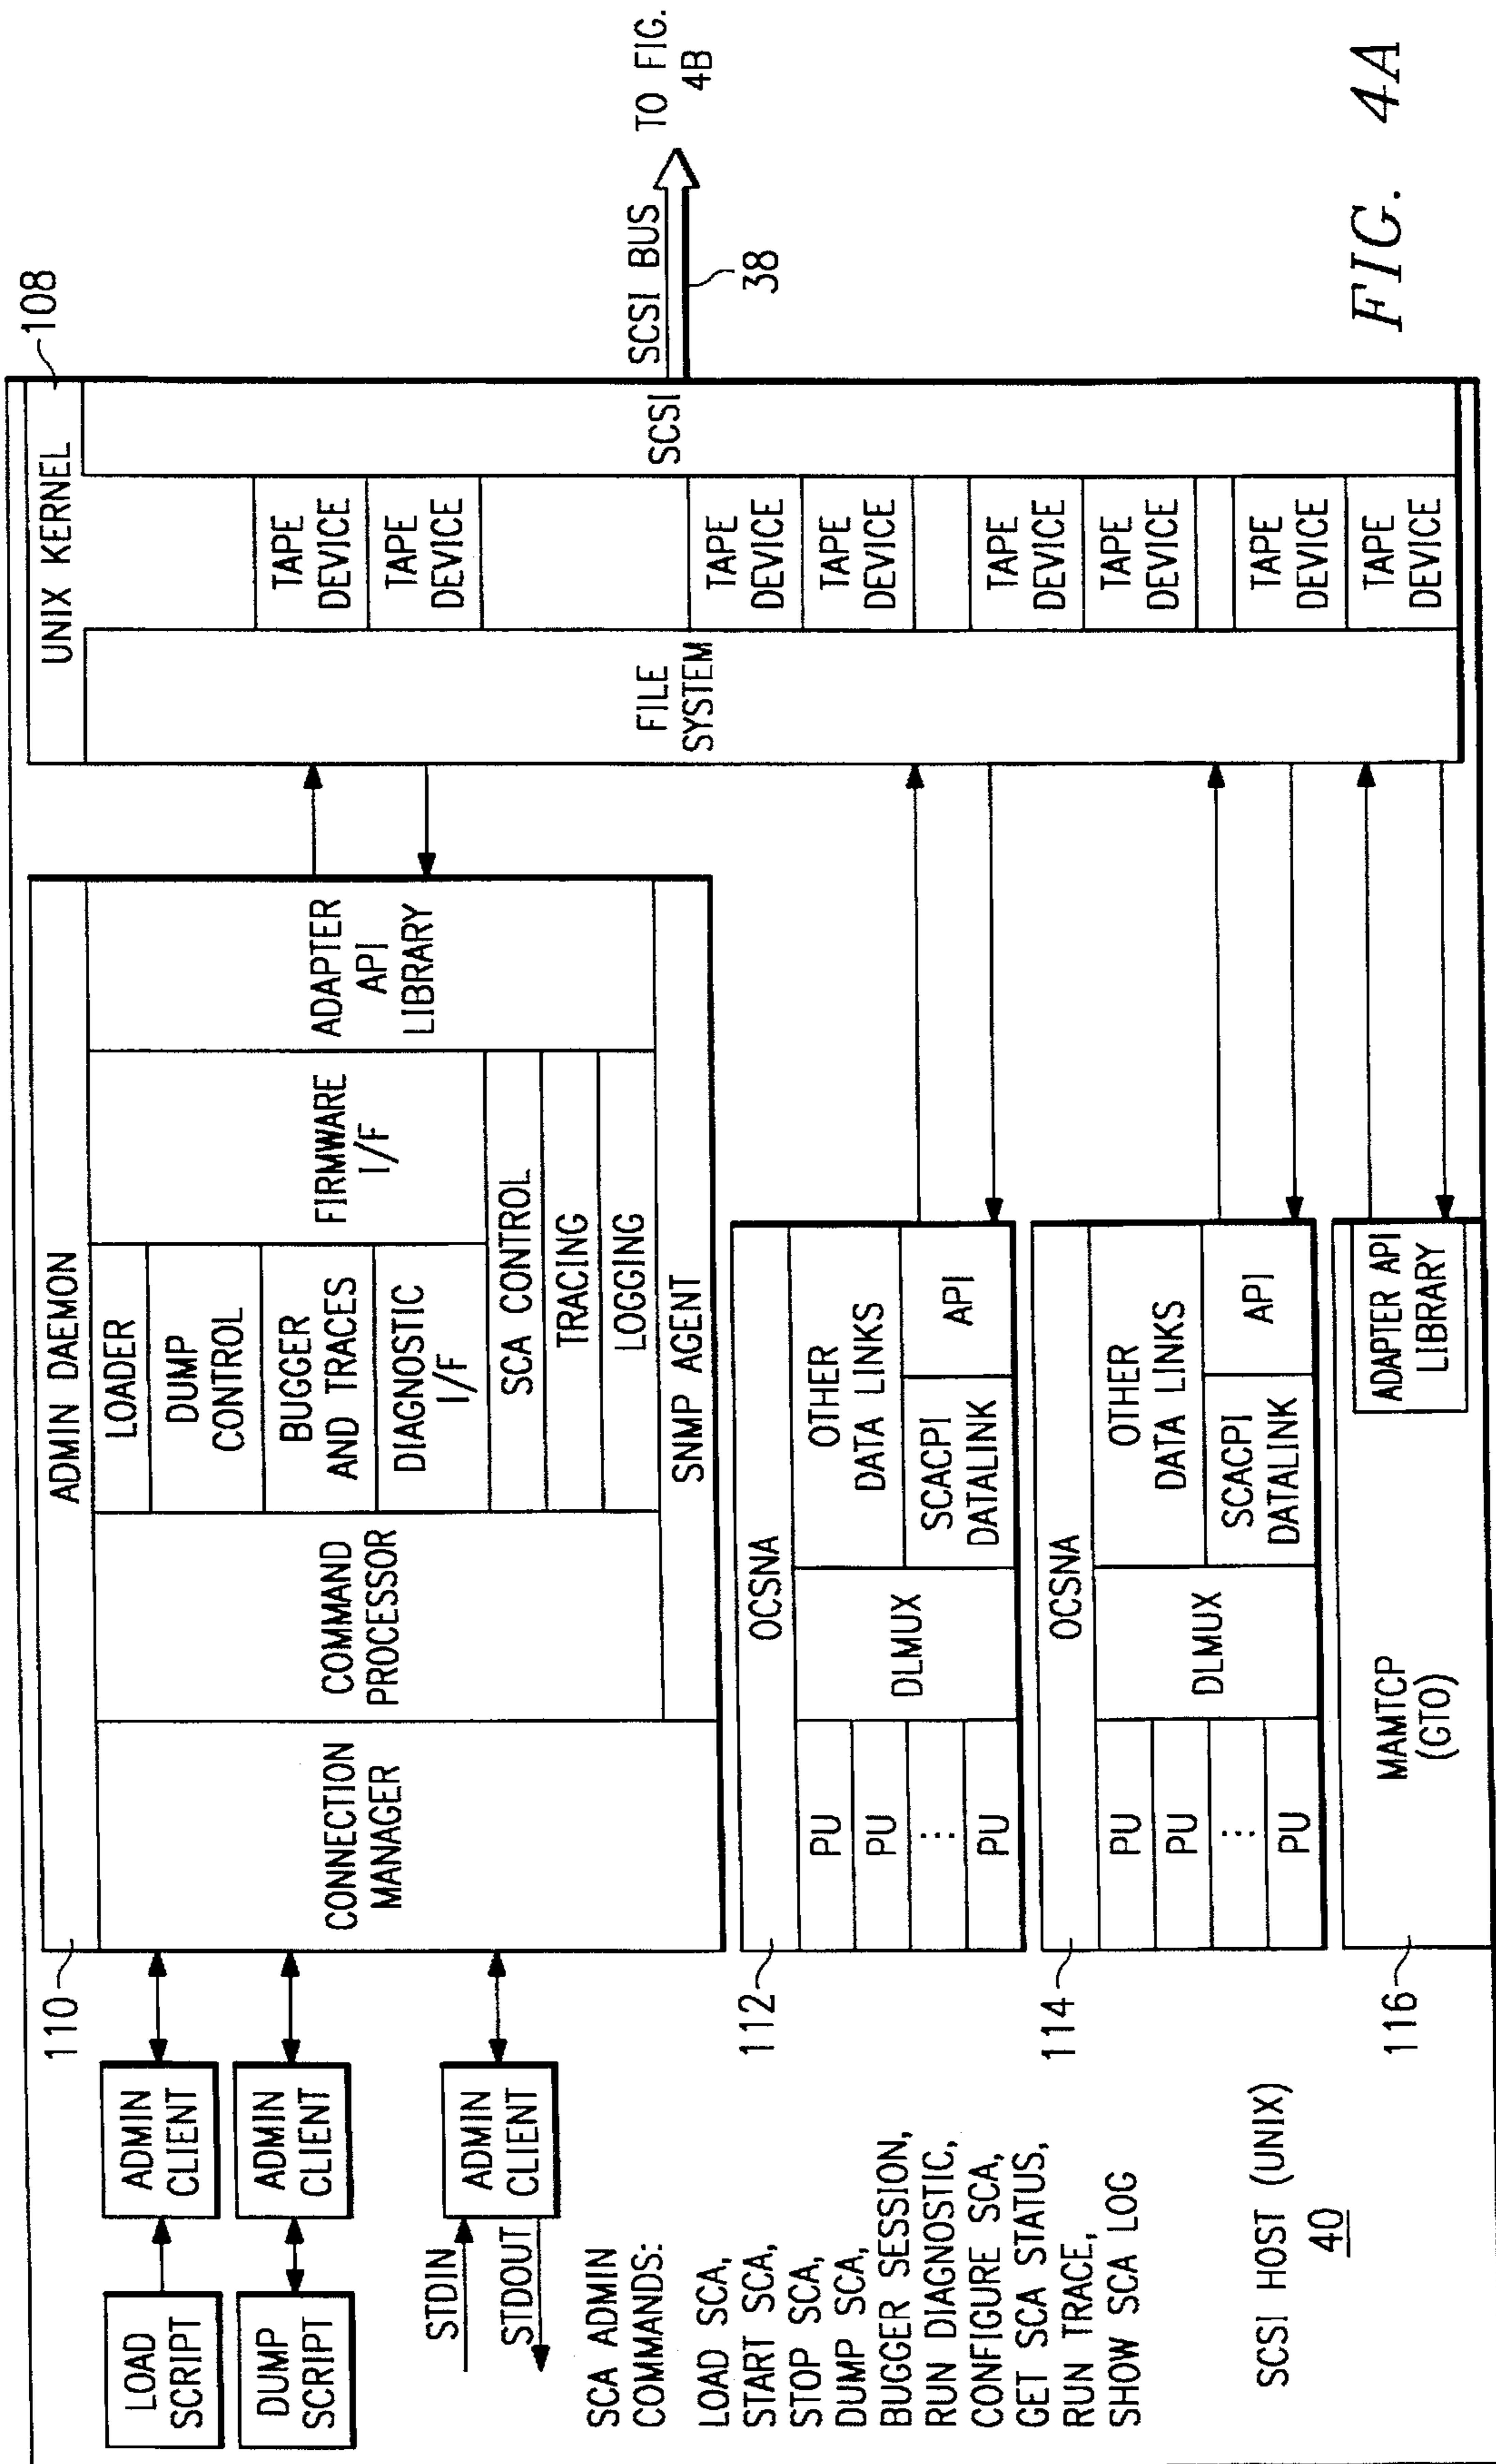 LOAD
SCRIPT
DUMP
SCRIPT
ADMIN
CLIENT
ADMIN
CLIENT
STDIN
STDOUT
ADMIN
CLIENT
SCA ADMIN
COMMANDS:
LOAD SCA,
START SCA,
STOP SCA,
DUMP SCA,
BUGGER SESSION,
RUN DIAGNOSTIC,
CONFIGURE SCA,
GET SCA STATUS,
RUN TRACE,
SHOW SCA LOG
SCSI HOST (UNIX)
40
110
ADMIN DAEMON
CONNECTION
MANAGER
COMMAND
PROCESSOR
LOADER
DUMP
CONTROL
BUGGER
AND TRACES
DIAGNOSTIC
I/F
FIRMWARE
I/F
SCA CONTROL
TRACING
LOGGING
ADAPTER
API
LIBRARY
SNMP AGENT
112
OCSNA
PU
PU
...
PU
DLMUX
OTHER
DATA LINKS
SCACPI
DATALINK
API
114
OCSNA
PU
PU
...
PU
DLMUX
OTHER
DATA LINKS
SCACPI
DATALINK
API
116
MAMTCP
(GTO)
ADAPTER API
LIBRARY
UNIX KERNEL
108
FILE
SYSTEM
TAPE
DEVICE
TAPE
DEVICE
TAPE
DEVICE
TAPE
DEVICE
TAPE
DEVICE
TAPE
DEVICE
TAPE
DEVICE
TAPE
DEVICE
SCSI
SCSI BUS
38
TO FIG.
4B
FIG. 4A